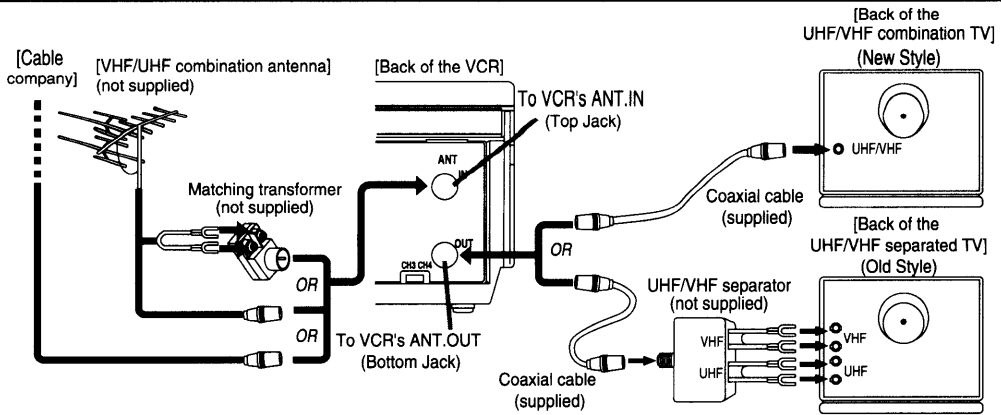 [Cable
company]
[VHF/UHF combination antenna]
(not supplied)
Matching transformer
(not supplied)
OR
OR
[Back of the VCR]
To VCR's ANT.IN
(Top Jack)
ANT
IN
OUT
CH3 CH4
To VCR's ANT.OUT
(Bottom Jack)
OR
[Back of the
UHF/VHF combination TV]
(New Style)
UHF/VHF
Coaxial cable
(supplied)
[Back of the
UHF/VHF separated TV]
(Old Style)
UHF/VHF separator
(not supplied)
VHF
UHF
VHF
UHF
Coaxial cable
(supplied)